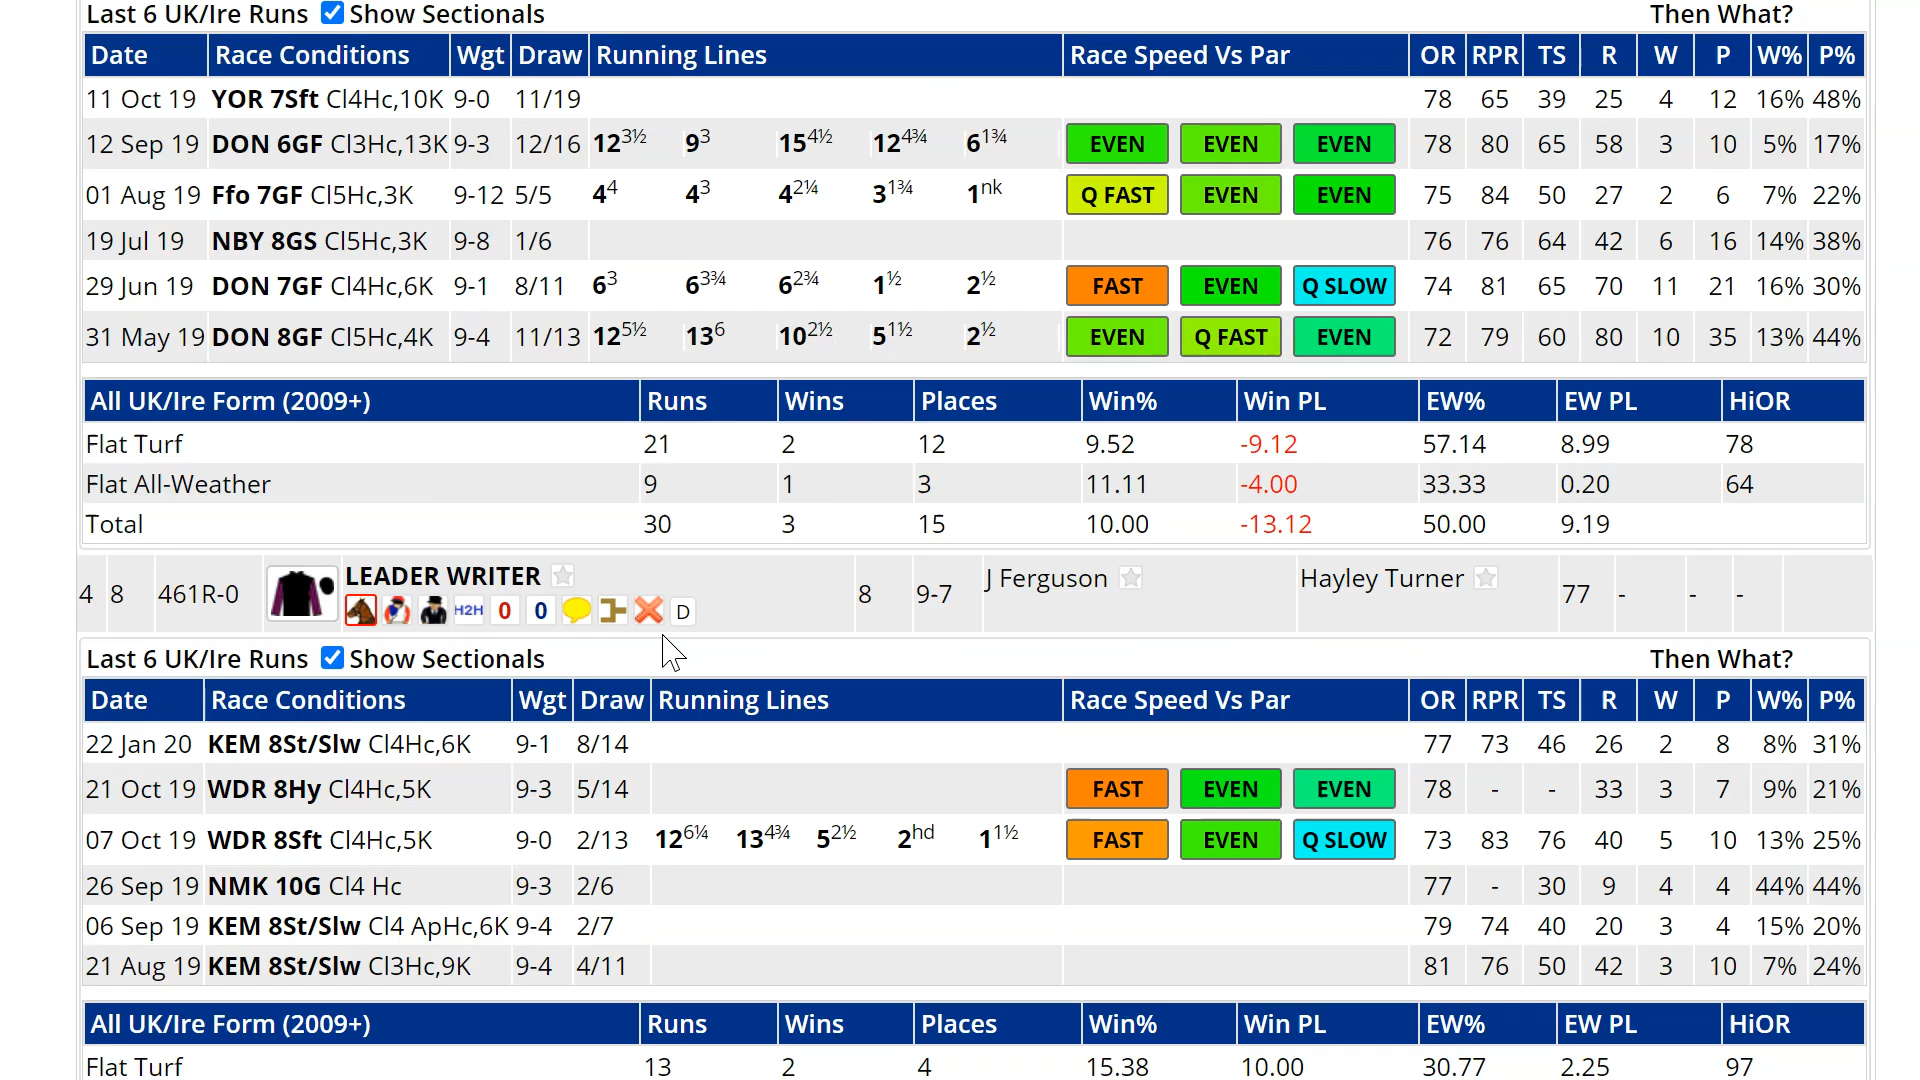 Last 6 UK/Ire Runs Show Sectionals Then What?
Date Race Conditions Wgt Draw Running Lines Race Speed Vs Par OR RPR TS R W P W% P%
11 Oct 19 YOR 7Sft Cl4Hc,10K 9-0 11/19 78 65 39 25 4 12 16% 48%
12 Sep 19 DON 6GF Cl3Hc,13K 9-3 12/16 12 3½ 9 3 15 4½ 12 4¾ 6 1¾ EVEN EVEN EVEN 78 80 65 58 3 10 5% 17%
01 Aug 19 Ffo 7GF Cl5Hc,3K 9-12 5/5 4 4 4 3 4 2¼ 3 1¾ 1 nk Q FAST EVEN EVEN 75 84 50 27 2 6 7% 22%
19 Jul 19 NBY 8GS Cl5Hc,3K 9-8 1/6 76 76 64 42 6 16 14% 38%
29 Jun 19 DON 7GF Cl4Hc,6K 9-1 8/11 6 3 6 3¾ 6 2¾ 1 ½ 2 ½ FAST EVEN Q SLOW 74 81 65 70 11 21 16% 30%
31 May 19 DON 8GF Cl5Hc,4K 9-4 11/13 12 5½ 13 6 10 2½ 5 1½ 2 ½ EVEN Q FAST EVEN 72 79 60 80 10 35 13% 44%
All UK/Ire Form (2009+) Runs Wins Places Win% Win PL EW% EW PL HiOR
Flat Turf 21 2 12 9.52 -9.12 57.14 8.99 78
Flat All-Weather 9 1 3 11.11 -4.00 33.33 0.20 64
Total 30 3 15 10.00 -13.12 50.00 9.19
4 8 461R-0 LEADER WRITER 8 9-7 J Ferguson Hayley Turner 77 - - -
H2H 0 0 D
Last 6 UK/Ire Runs Show Sectionals Then What?
Date Race Conditions Wgt Draw Running Lines Race Speed Vs Par OR RPR TS R W P W% P%
22 Jan 20 KEM 8St/Slw Cl4Hc,6K 9-1 8/14 77 73 46 26 2 8 8% 31%
21 Oct 19 WDR 8Hy Cl4Hc,5K 9-3 5/14 FAST EVEN EVEN 78 - - 33 3 7 9% 21%
07 Oct 19 WDR 8Sft Cl4Hc,5K 9-0 2/13 12 6¼ 13 4¾ 5 2½ 2 hd 1 1½ FAST EVEN Q SLOW 73 83 76 40 5 10 13% 25%
26 Sep 19 NMK 10G Cl4 Hc 9-3 2/6 77 - 30 9 4 4 44% 44%
06 Sep 19 KEM 8St/Slw Cl4 ApHc,6K 9-4 2/7 79 74 40 20 3 4 15% 20%
21 Aug 19 KEM 8St/Slw Cl3Hc,9K 9-4 4/11 81 76 50 42 3 10 7% 24%
All UK/Ire Form (2009+) Runs Wins Places Win% Win PL EW% EW PL HiOR
Flat Turf 13 2 4 15.38 10.00 30.77 2.25 97